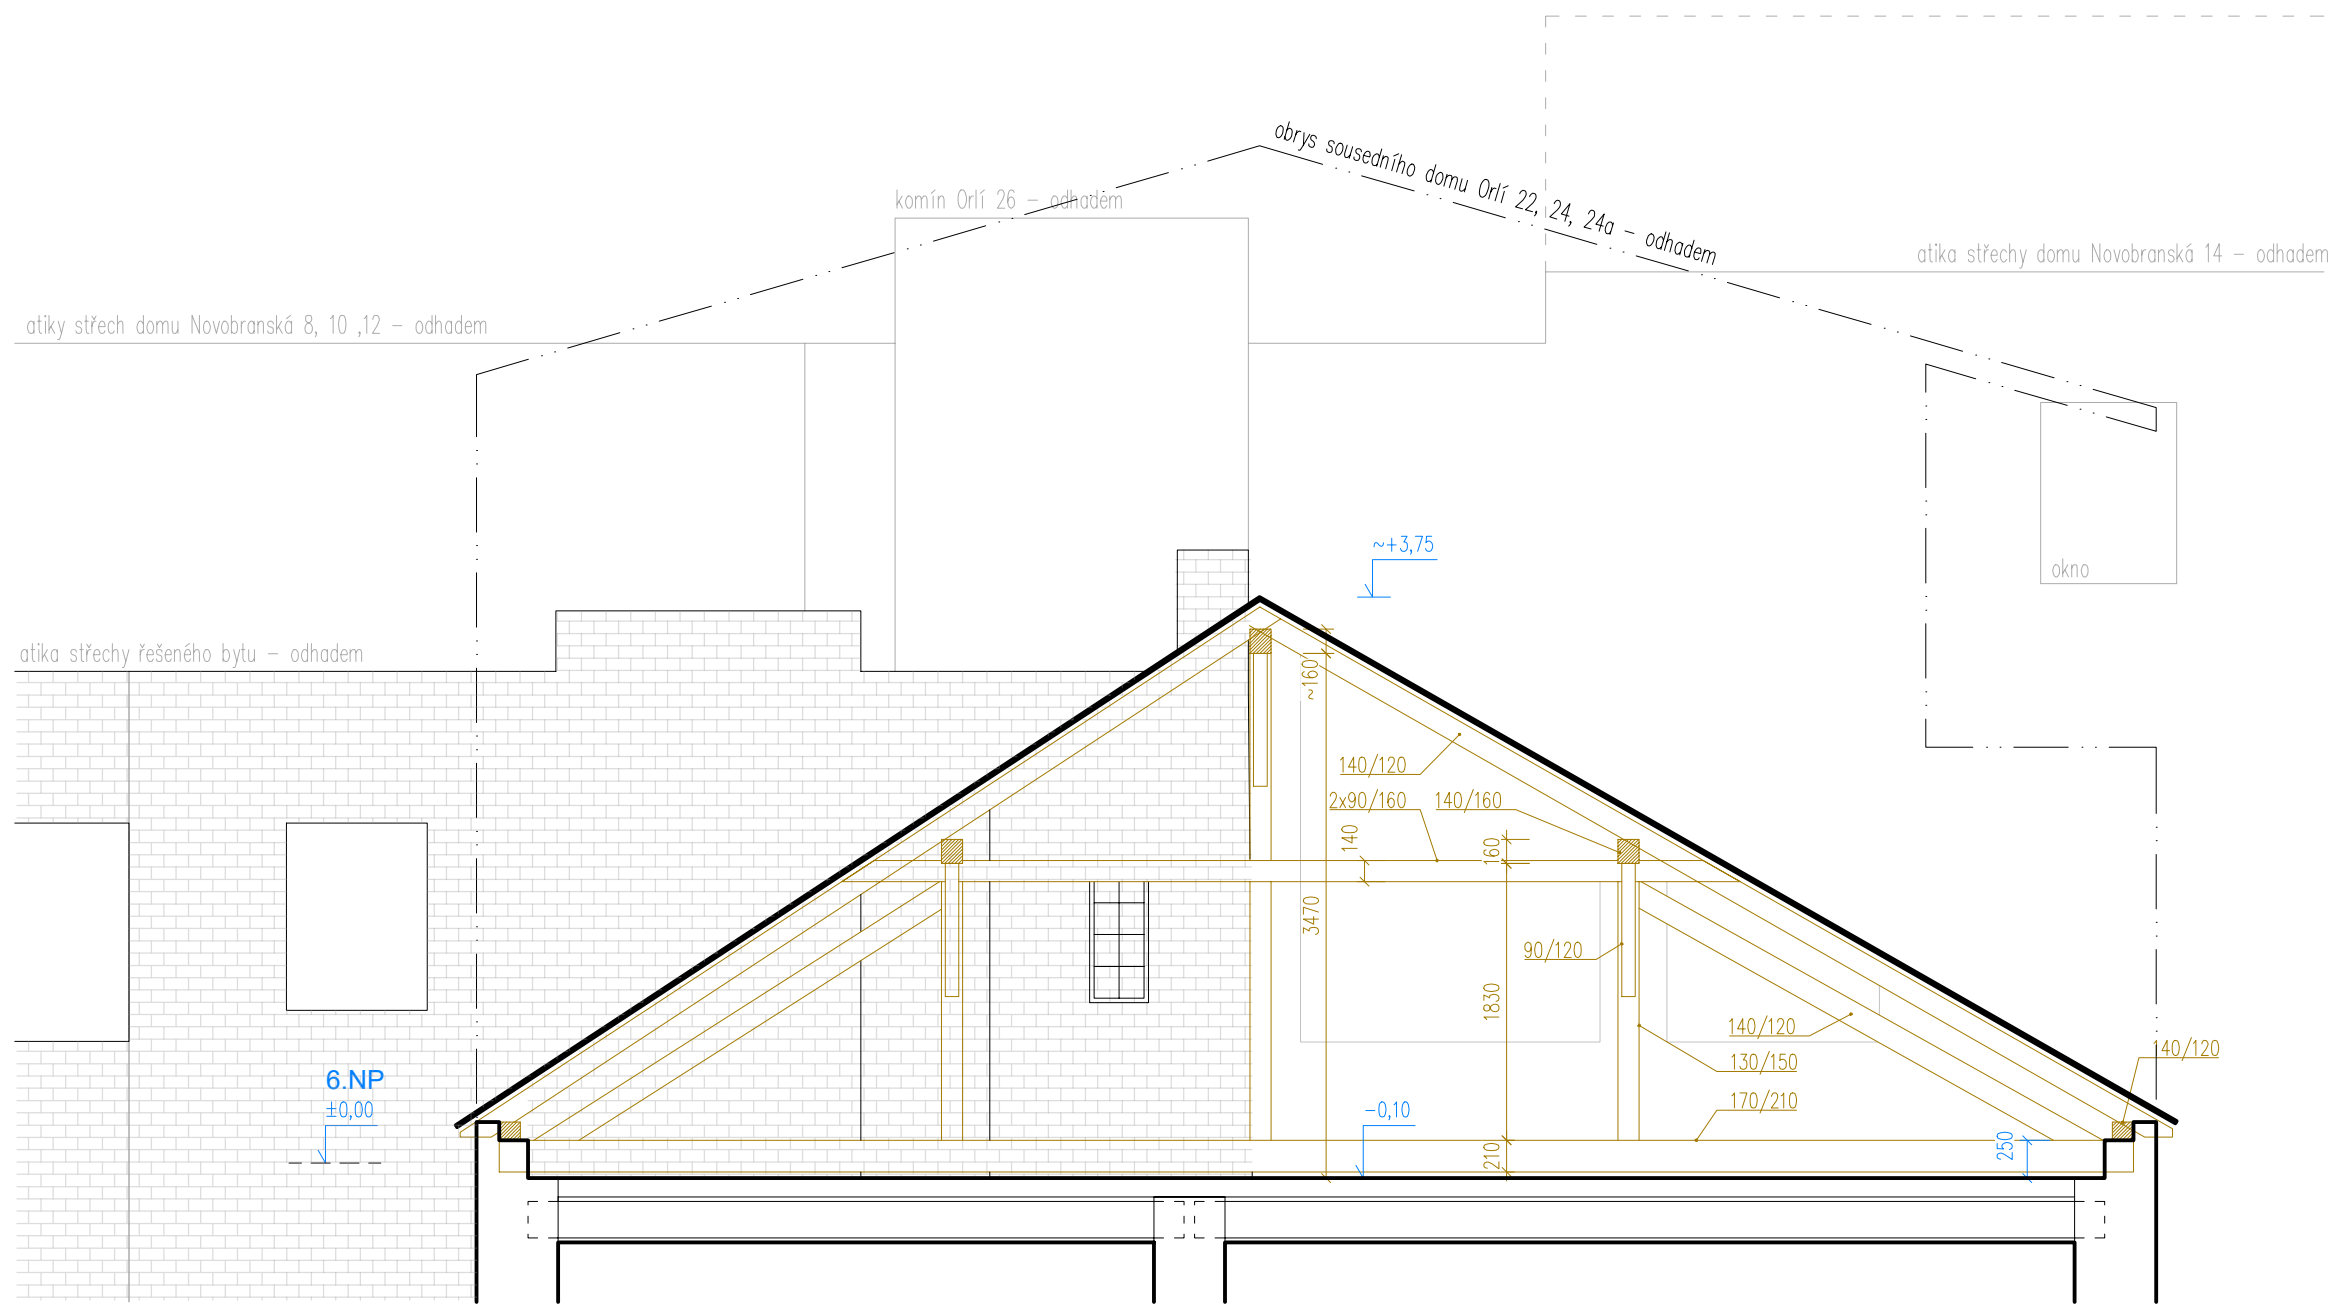 obrys sousedního domu Orlí 22, 24, 24a - odhadem
komín Orlí 26 - odhadem
atika střechy domu Novobranská 14 - odhadem
atiky střech domu Novobranská 8, 10 ,12 - odhadem
~+3,75
okno
atika střechy řešeného bytu - odhadem
~160
140/120
2x90/160
140/160
140
160
3470
90/120
1830
140/120
140/120
130/150
6.NP
±0,00
170/210
-0,10
210
250